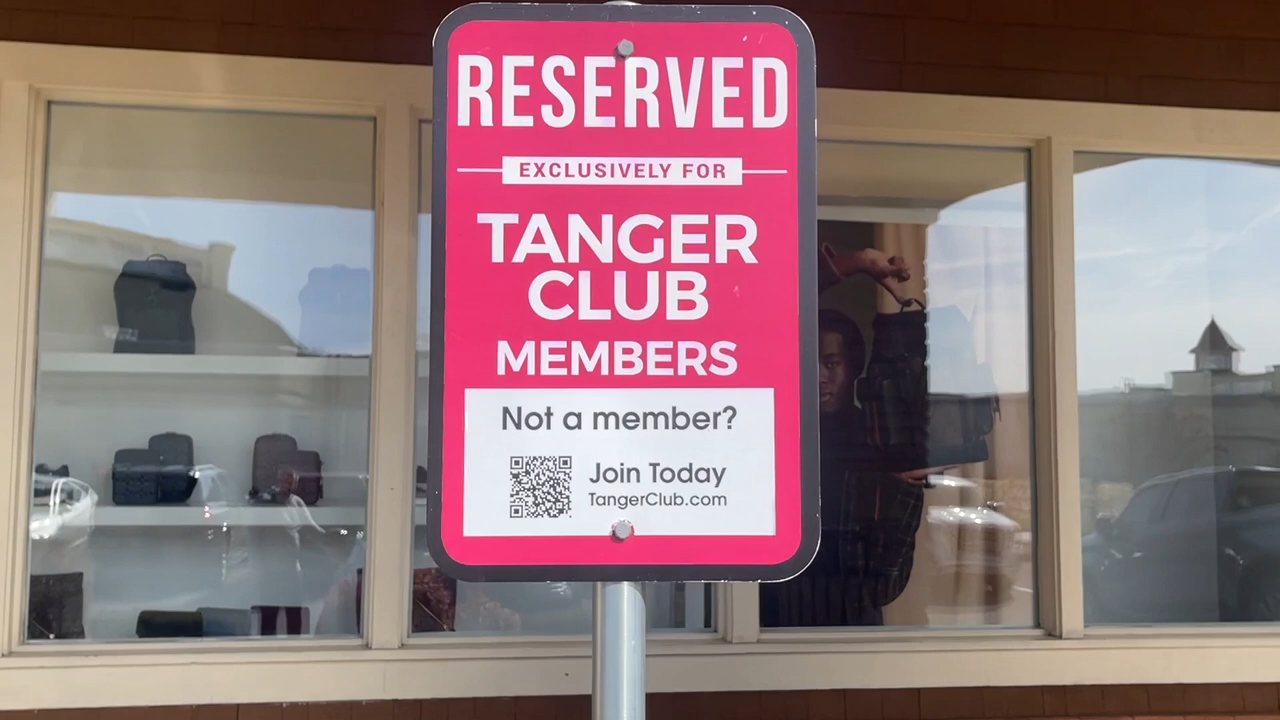 RESERVED
EXCLUSIVELY FOR
TANGER
CLUB
MEMBERS
Not a member?
Join Today
TangerClub.com